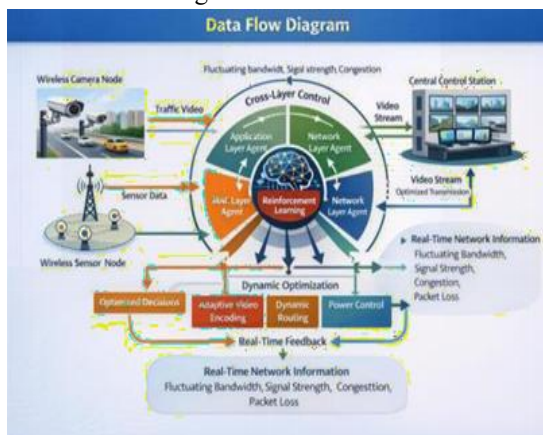 Data Flow Diagram
Wireless Camera Node
Fluctuating bandwidt, Sigal strength, Congestion
Central Control Station
Cross-Layer Control
Traffic Video
Video
Stream
Application
Layer Agent
Network
Layer Agent
Sensor Data
Layer
Agent
Reinforcement
Learning
Network
Layer Agent
Video Stream
Optimized Transmission
Wireless Sensor Node
Real-Time Network Information
Fluctuating Bandwidth,
Signal Strength,
Congestion,
Packet Loss
Dynamic Optimization
Optimized Decisions
Adaptive Video
Encoding
Dynamic
Routing
Power Control
Real-Time Feedback
Real-Time Network Information
Fluctuating Bandwidth, Signal Strength, Congesttion,
Packet Loss